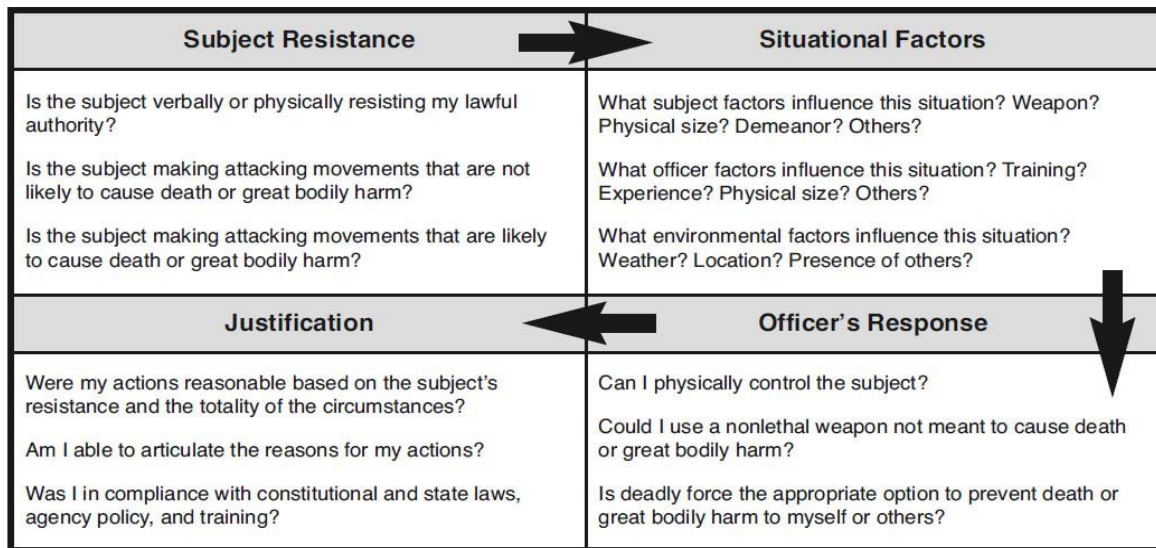 Subject Resistance
Situational Factors
Is the subject verbally or physically resisting my lawful
authority?
Is the subject making attacking movements that are not
likely to cause death or great bodily harm?
Is the subject making attacking movements that are likely
to cause death or great bodily harm?
What subject factors influence this situation? Weapon?
Physical size? Demeanor? Others?
What officer factors influence this situation? Training?
Experience? Physical size? Others?
What environmental factors influence this situation?
Weather? Location? Presence of others?
Justification
Officer's Response
Were my actions reasonable based on the subject's
resistance and the totality of the circumstances?
Am I able to articulate the reasons for my actions?
Was I in compliance with constitutional and state laws,
agency policy, and training?
Can I physically control the subject?
Could I use a nonlethal weapon not meant to cause death
or great bodily harm?
Is deadly force the appropriate option to prevent death or
great bodily harm to myself or others?